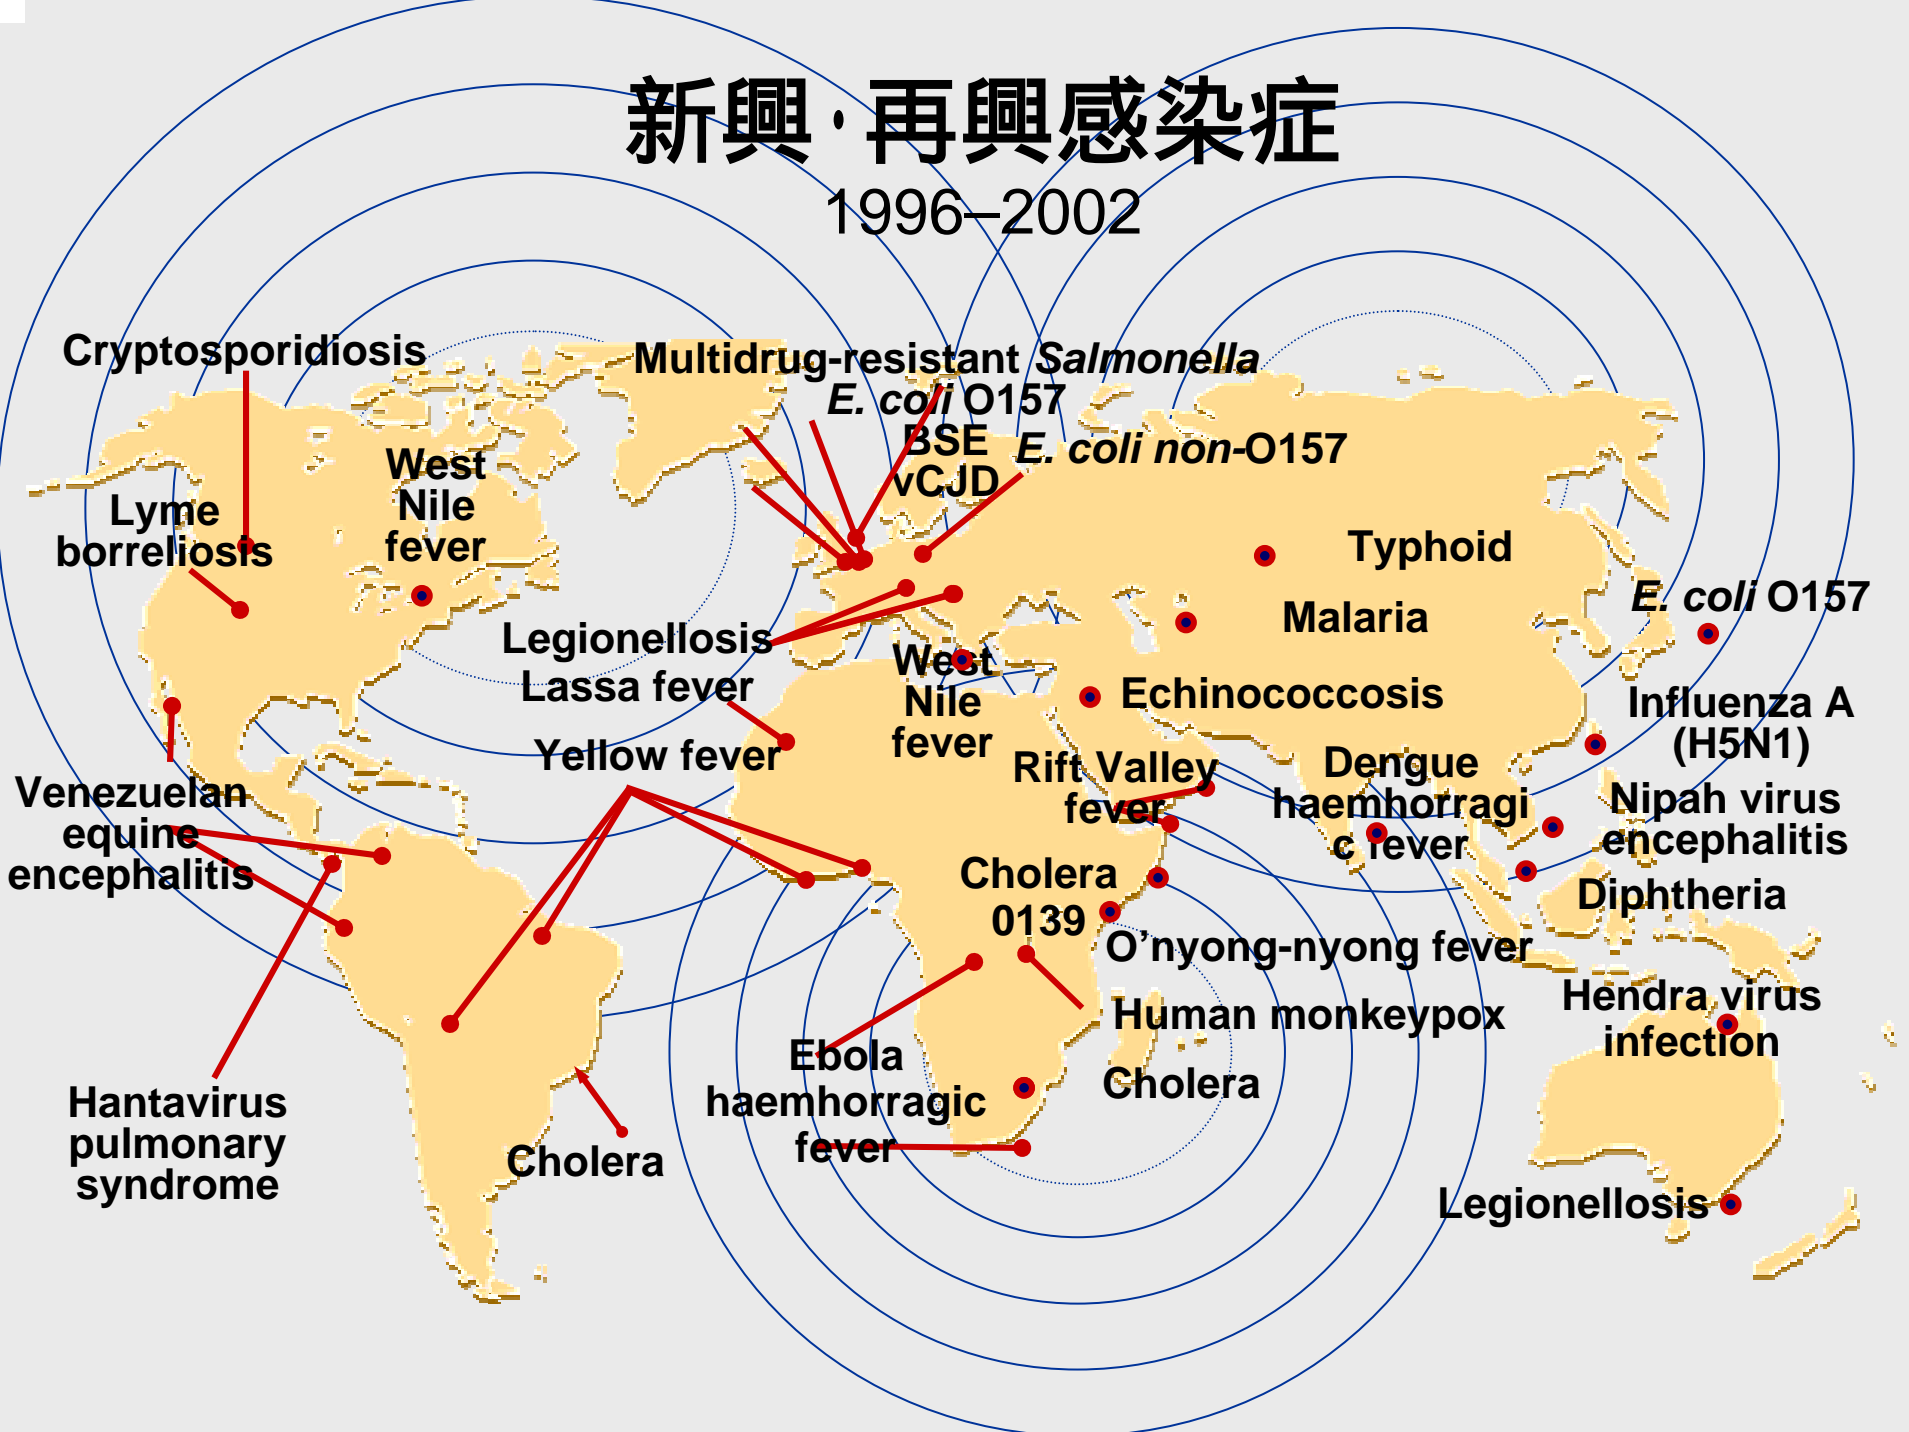 新興·再興感染症
1996–2002
Cryptosporidiosis
Multidrug-resistant Salmonella
E. coli O157
BSE
vCJD
E. coli non-O157
West
Nile
fever
Lyme
borreliosis
Typhoid
Malaria
E. coli O157
Legionellosis
Lassa fever
Yellow fever
West
Nile
fever
Echinococcosis
Influenza A
(H5N1)
Rift Valley
fever
Dengue
haemhorragi
c fever
Nipah virus
encephalitis
Diphtheria
Venezuelan
equine
encephalitis
Cholera
0139
O’nyong-nyong fever
Human monkeypox
Hendra virus
infection
Ebola
haemhorragic
fever
Cholera
Hantavirus
pulmonary
syndrome
Cholera
Legionellosis